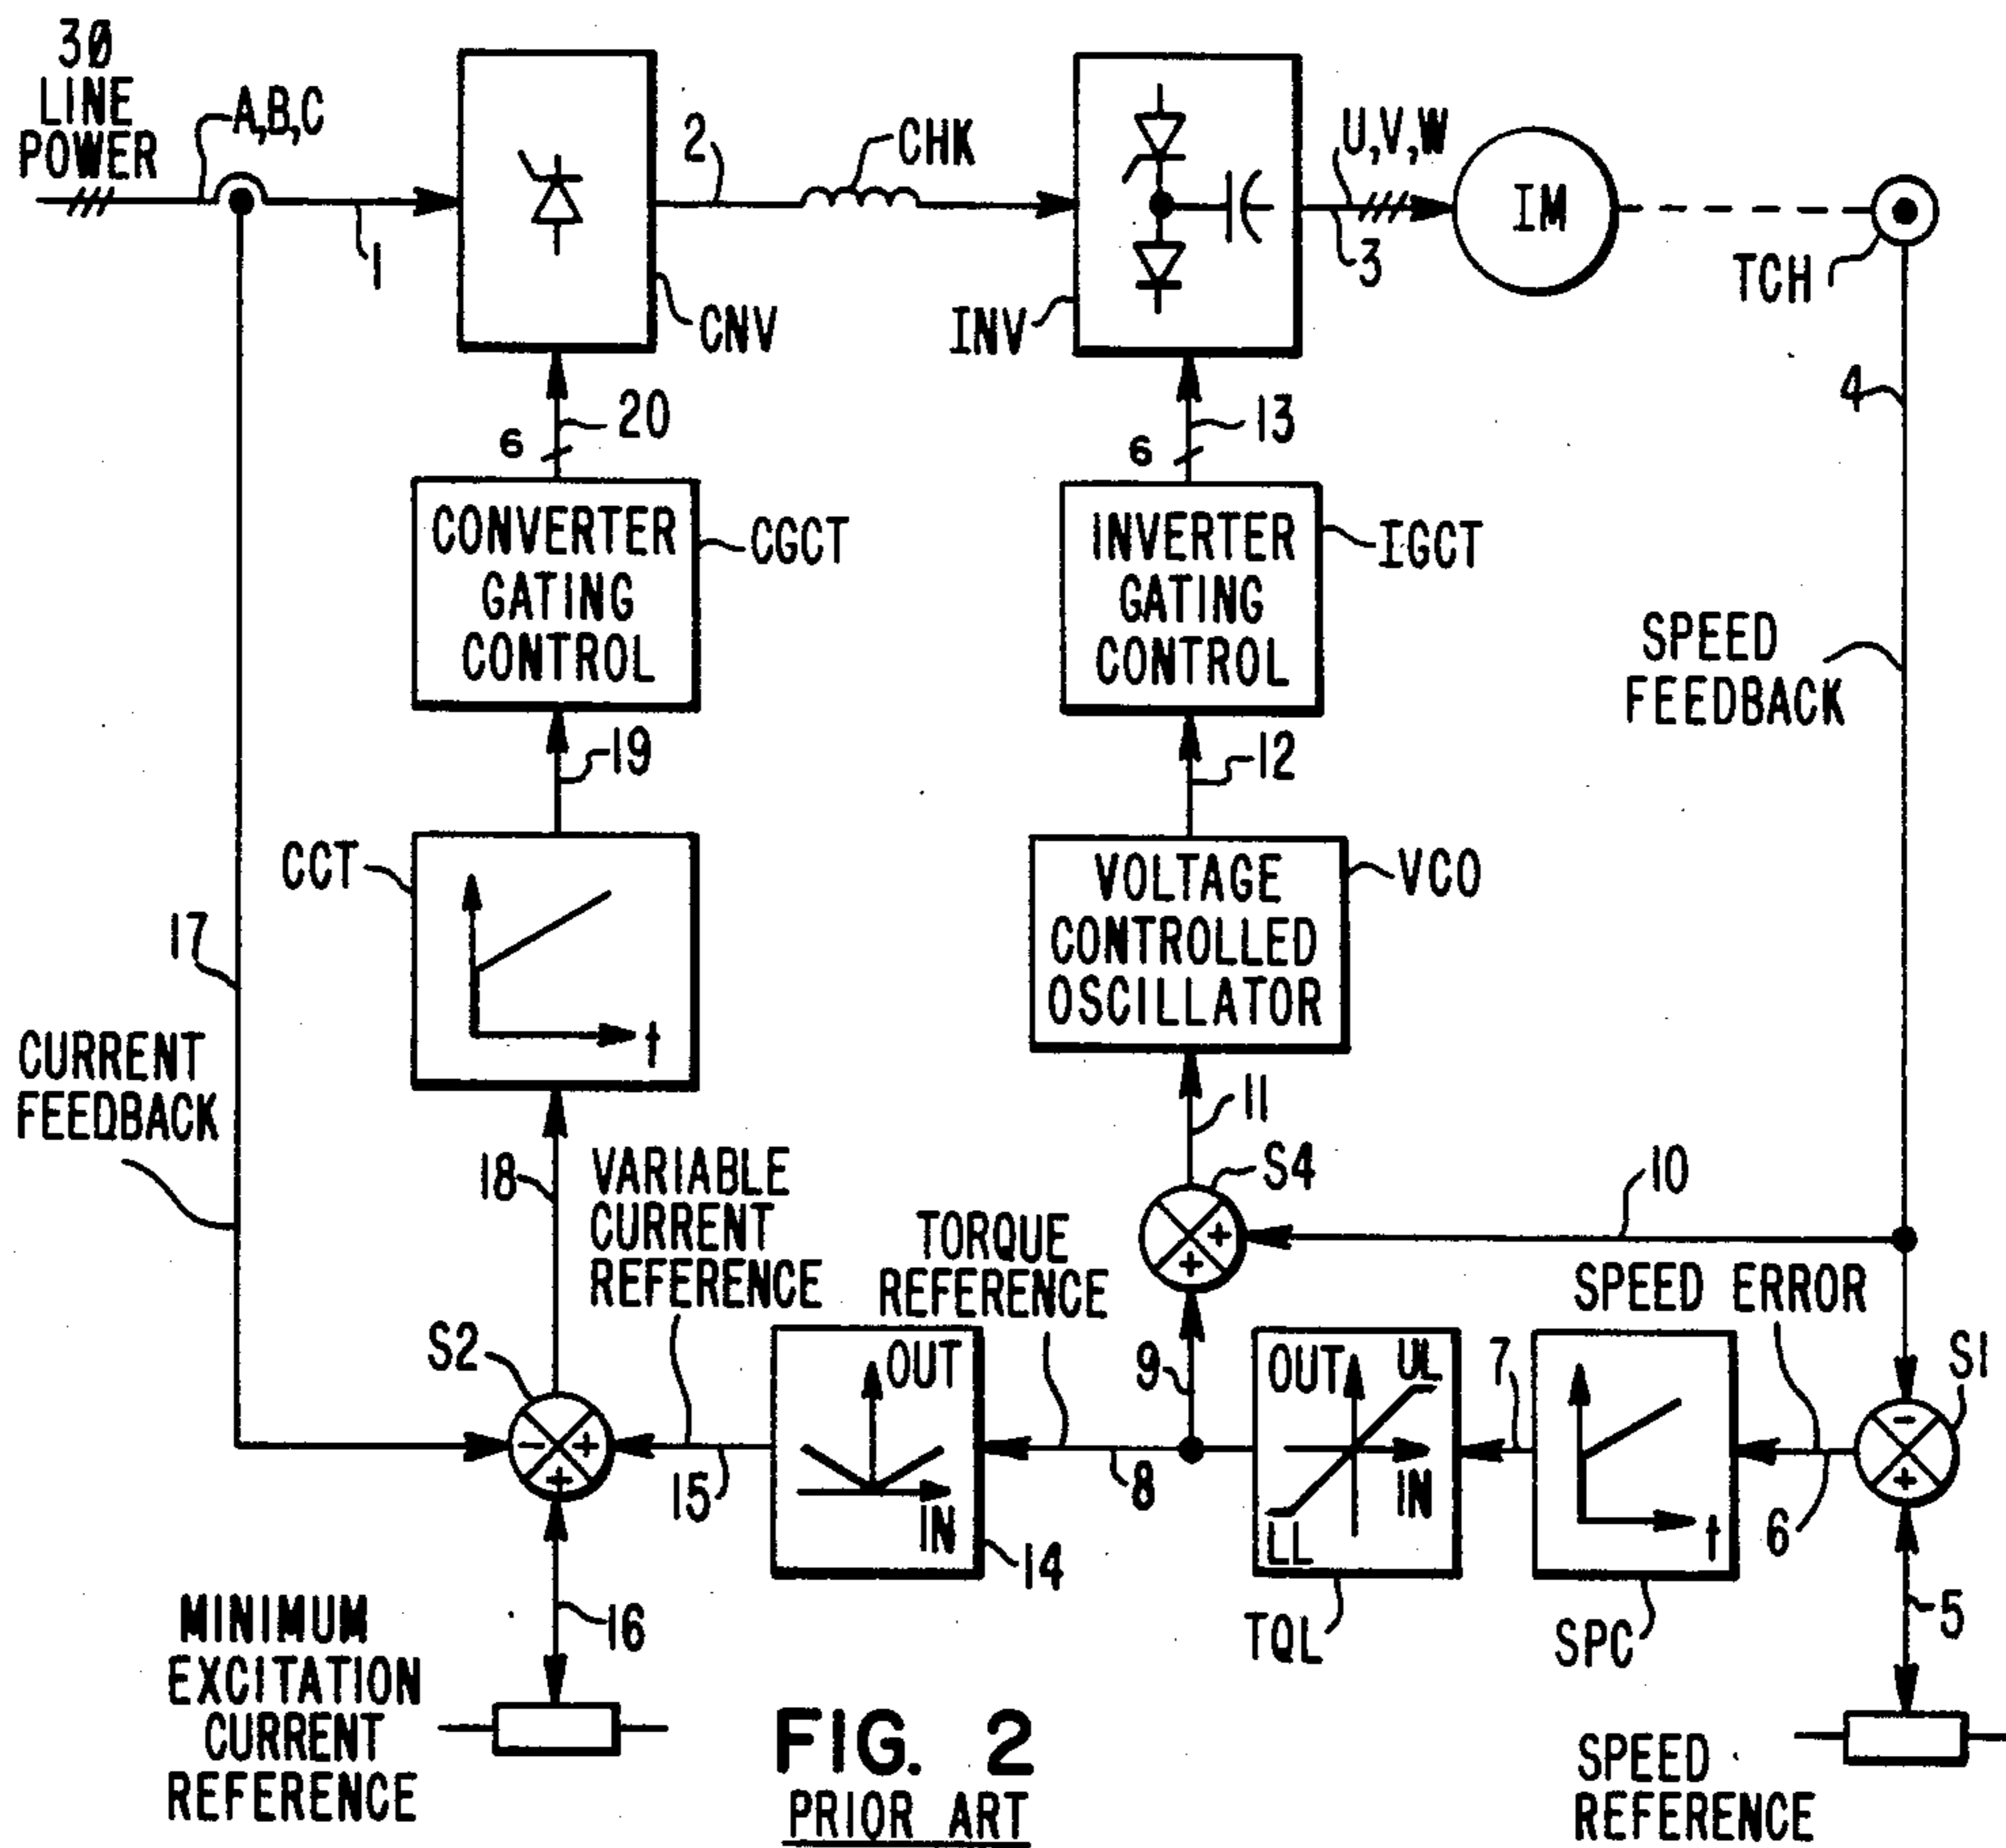 3Ø
LINE
POWER
A,B,C
1
CNV
2
CHK
INV
U,V,W
3
IM
TCH
4
20
6
13
6
CONVERTER
GATING
CONTROL
CGCT
INVERTER
GATING
CONTROL
IGCT
SPEED
FEEDBACK
19
12
CCT
t
VOLTAGE
CONTROLLED
OSCILLATOR
VCO
17
CURRENT
FEEDBACK
18
11
S4
+
+
10
VARIABLE
CURRENT
REFERENCE
TORQUE
REFERENCE
SPEED ERROR
S2
-
+
+
15
OUT
IN
14
8
9
OUT
UL
IN
LL
TQL
7
t
SPC
6
S1
-
+
5
MINIMUM
EXCITATION
CURRENT
REFERENCE
16
SPEED
REFERENCE
FIG. 2
PRIOR ART